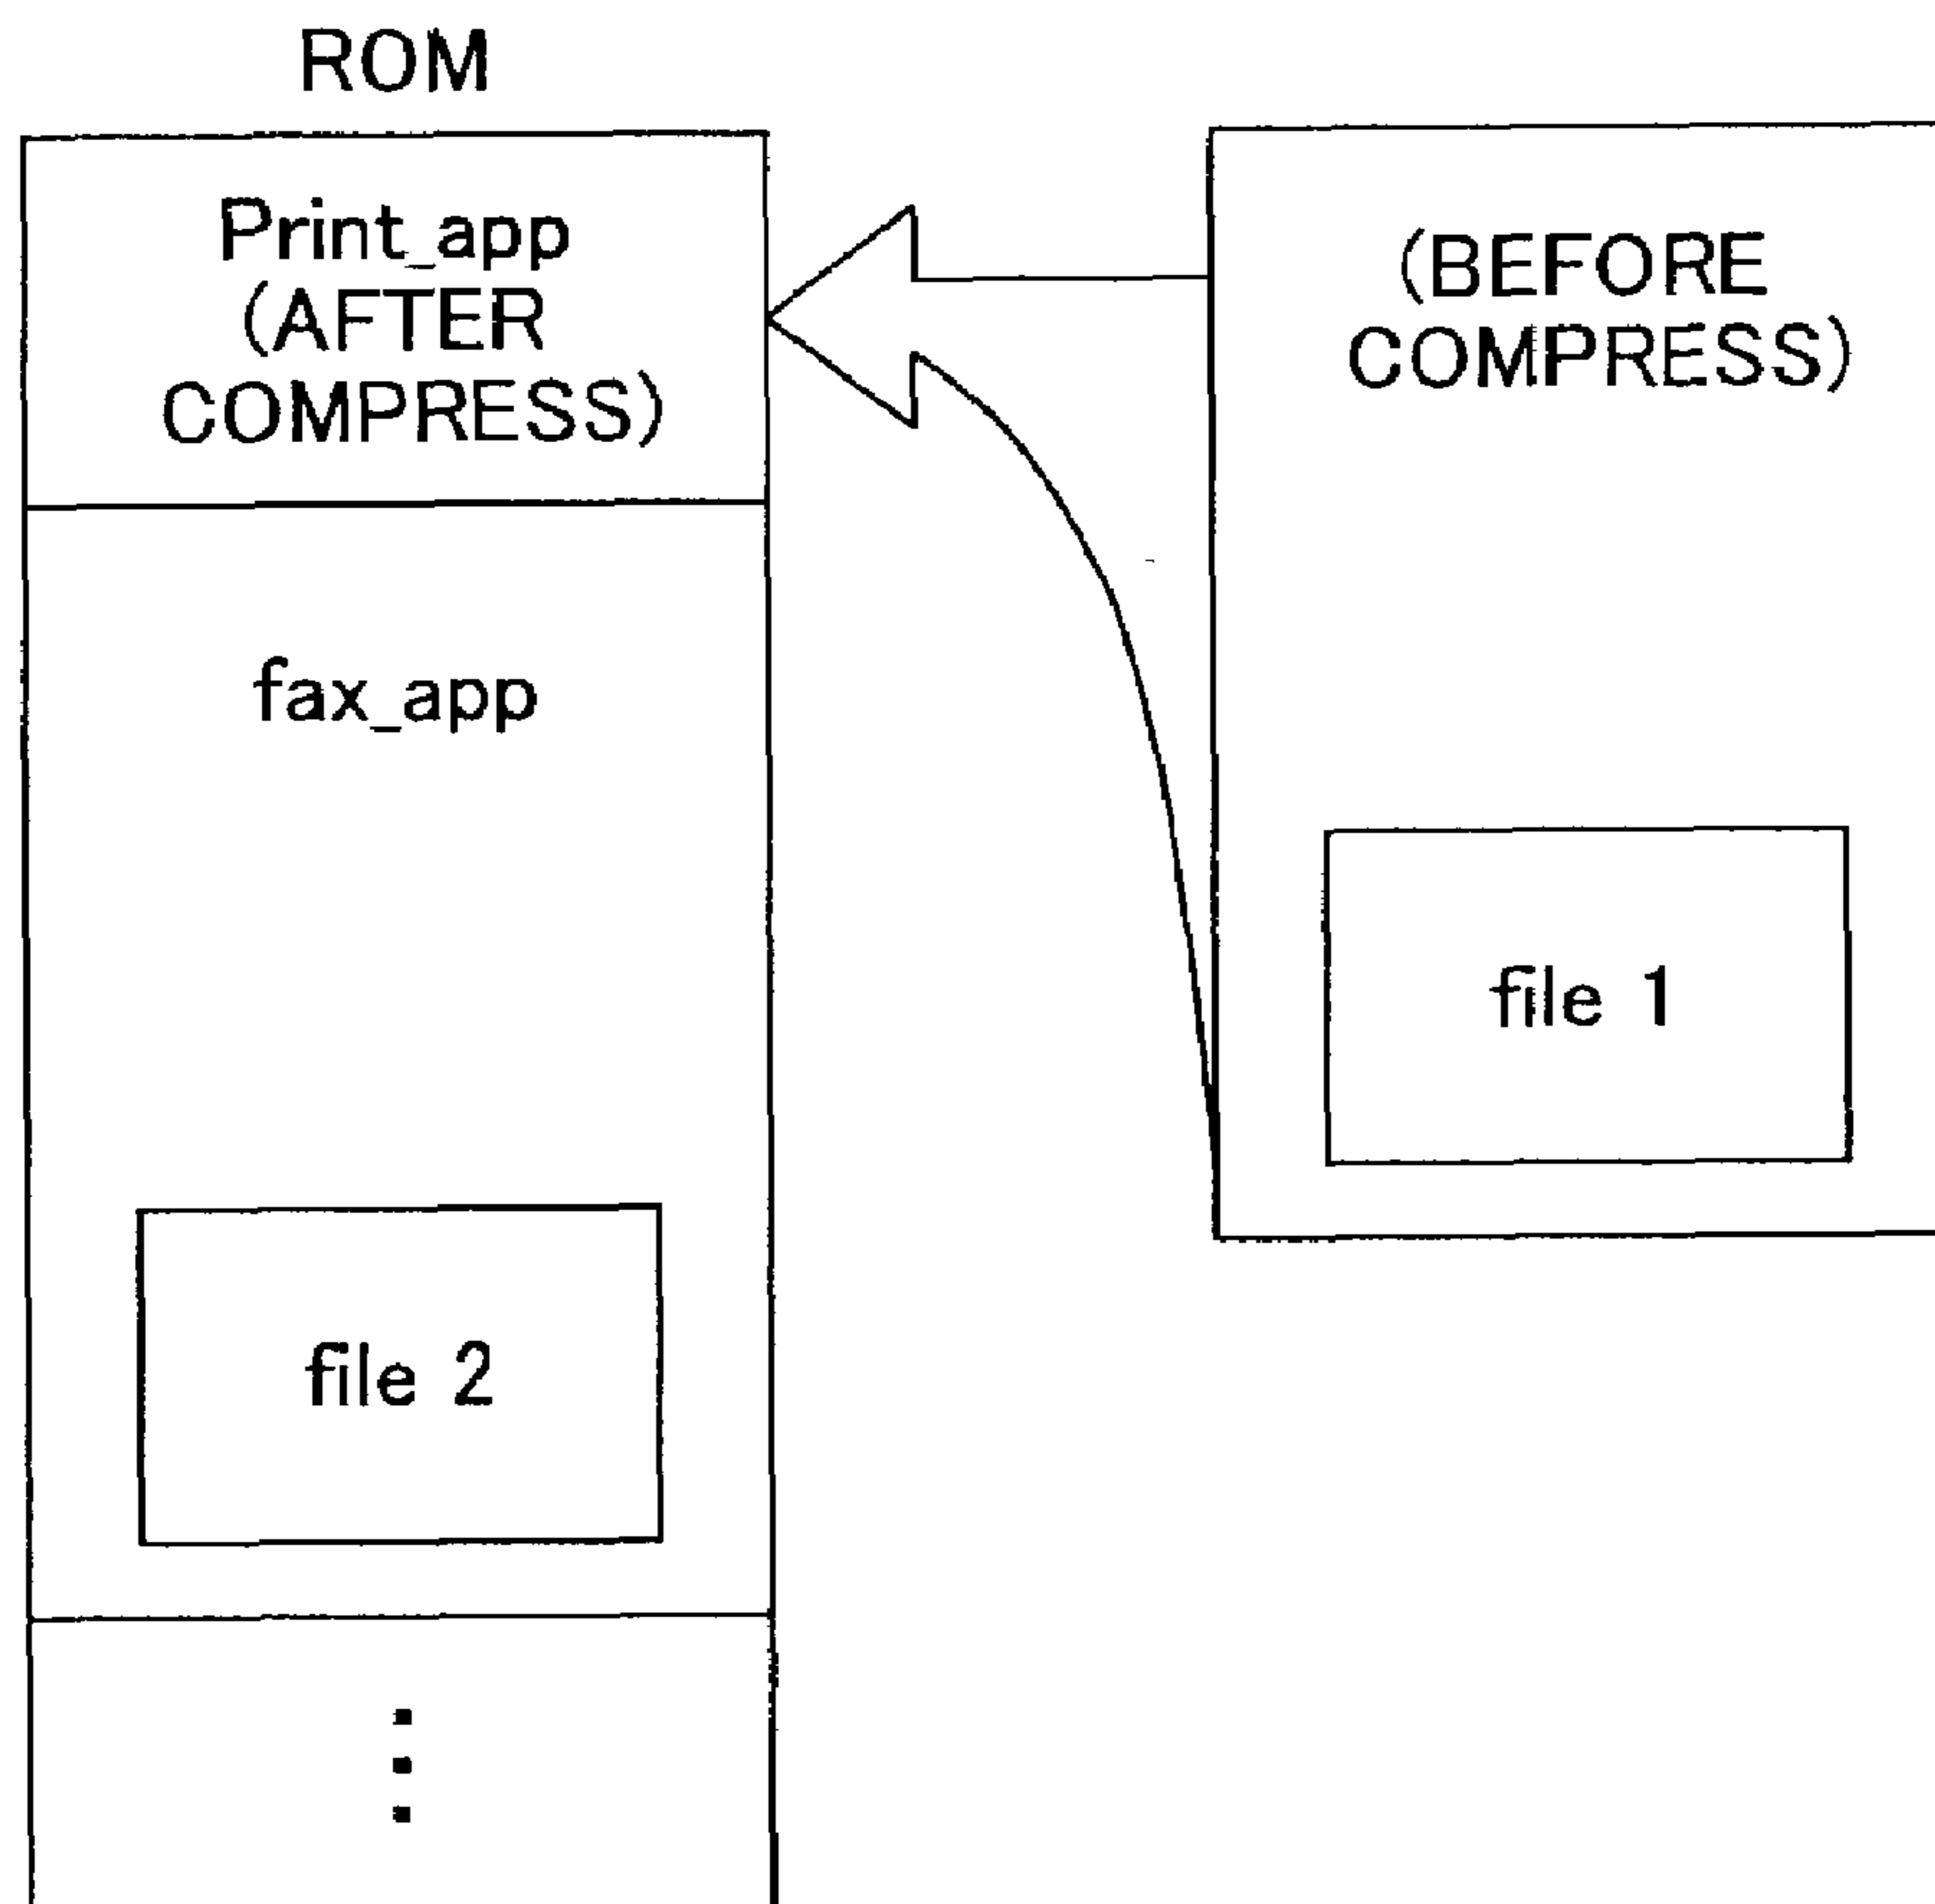 ROM
Print_app
(AFTER
COMPRESS)
(BEFORE
COMPRESS)
fax_app
file 1
file 2